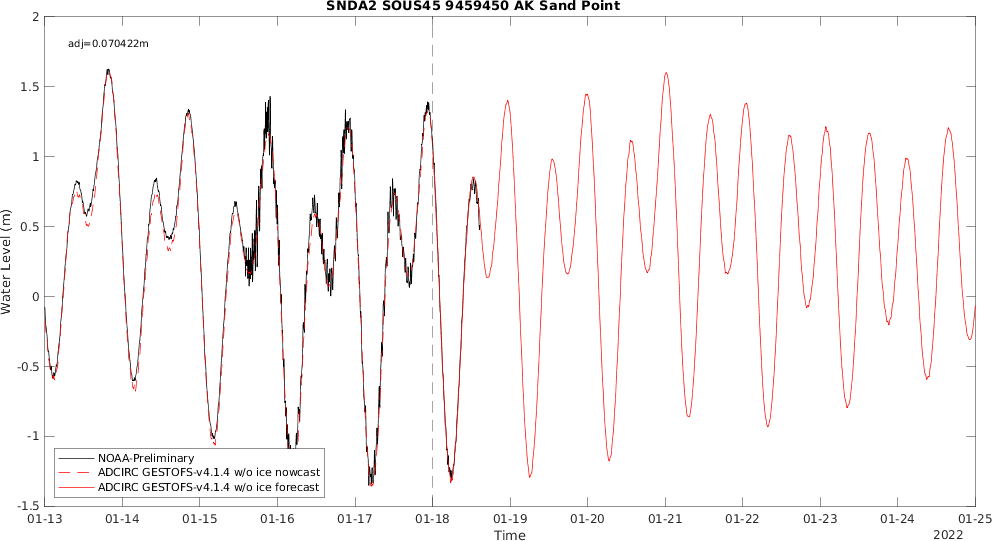 SNDA2 SOUS45 9459450 AK Sand Point
adj=0.070422m
2
1.5
1
0.5
0
-0.5
-1
-1.5
Water Level (m)
NOAA-Preliminary
ADCIRC GESTOFS-v4.1.4 w/o ice nowcast
ADCIRC GESTOFS-v4.1.4 w/o ice forecast
01-13 01-14 01-15 01-16 01-17 01-18 01-19 01-20 01-21 01-22 01-23 01-24 01-25
Time
2022